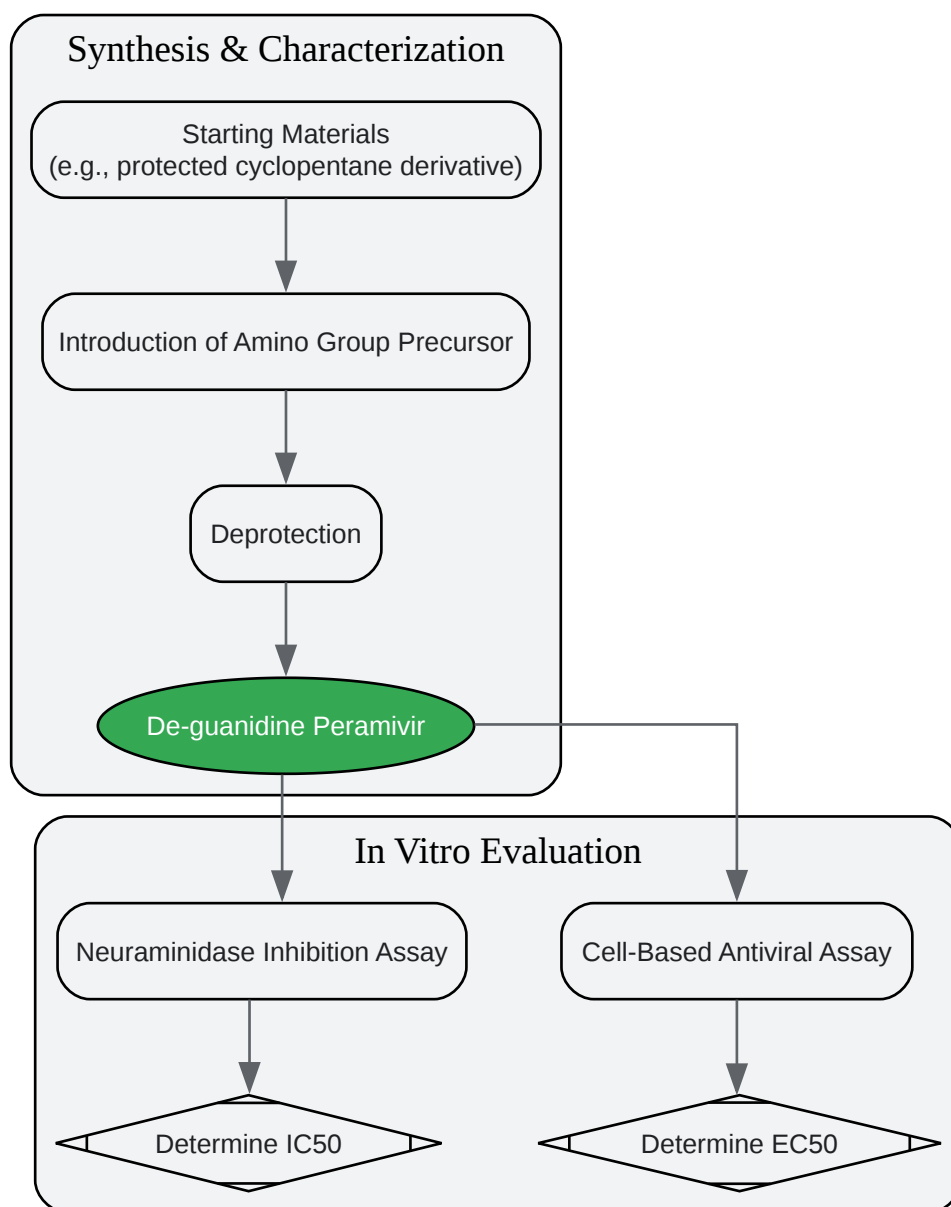 Synthesis & Characterization
Starting Materials
(e.g., protected cyclopentane derivative)
Introduction of Amino Group Precursor
Deprotection
De-guanidine Peramivir
In Vitro Evaluation
Neuraminidase Inhibition Assay
Cell-Based Antiviral Assay
Determine IC50
Determine EC50